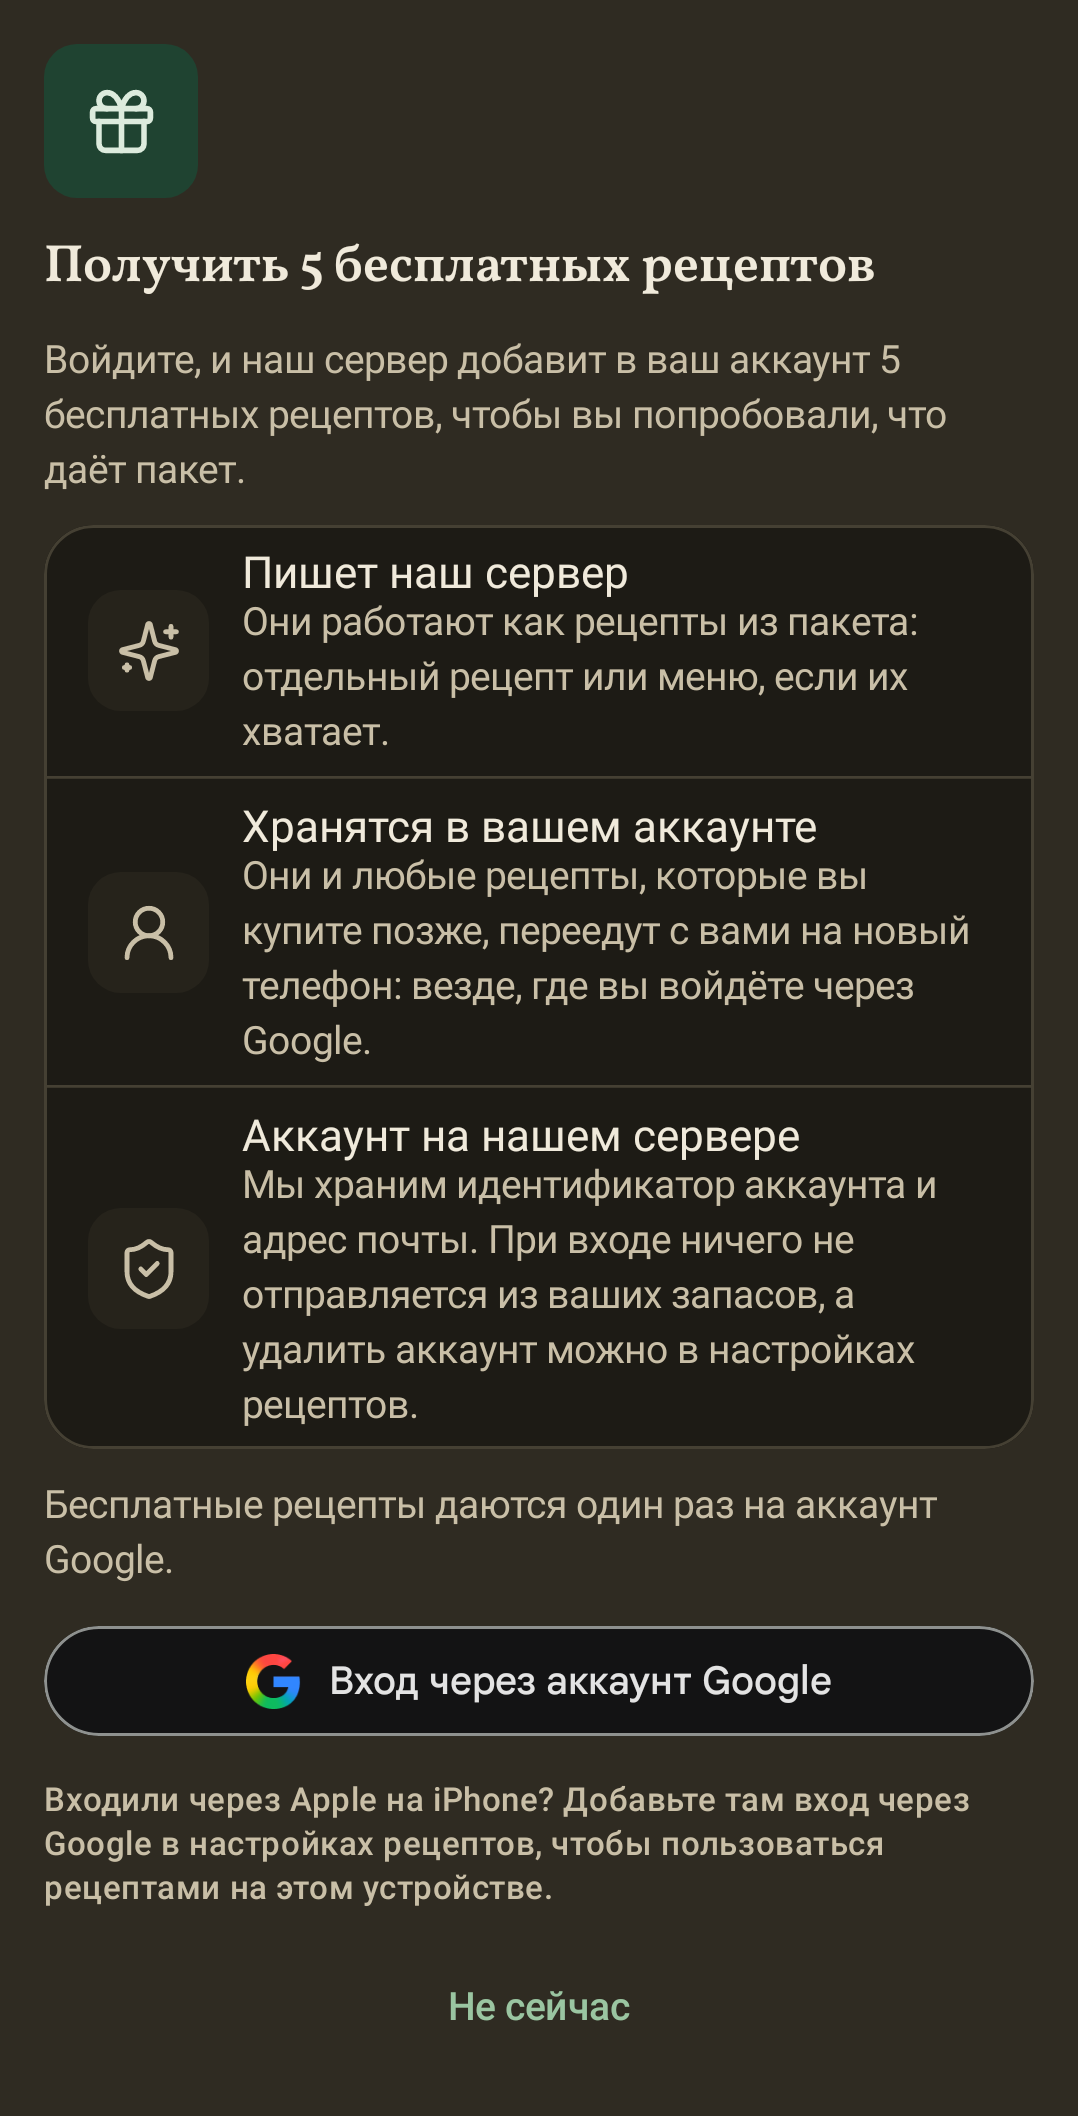 Получить 5 бесплатных рецептов
Войдите, и наш сервер добавит в ваш аккаунт 5
бесплатных рецептов, чтобы вы попробовали, что
даёт пакет.
Пишет наш сервер
Они работают как рецепты из пакета:
отдельный рецепт или меню, если их
хватает.
Хранятся в вашем аккаунте
Они и любые рецепты, которые вы
купите позже, переедут с вами на новый
телефон: везде, где вы войдёте через
Google.
Аккаунт на нашем сервере
Мы храним идентификатор аккаунта и
адрес почты. При входе ничего не
отправляется из ваших запасов, а
удалить аккаунт можно в настройках
рецептов.
Бесплатные рецепты даются один раз на аккаунт
Google.
Вход через аккаунт Google
Входили через Apple на iPhone? Добавьте там вход через
Google в настройках рецептов, чтобы пользоваться
рецептами на этом устройстве.
Не сейчас